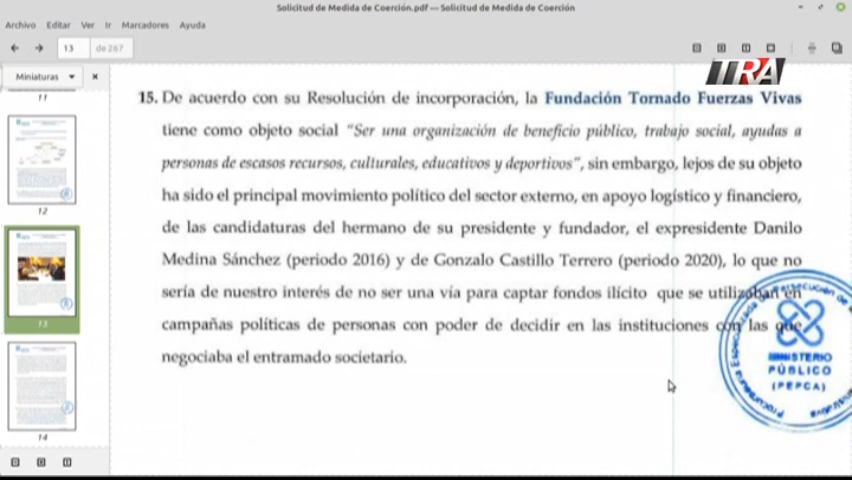 Solicitud de Medida de Coerción.pdf — Solicitud de Medida de Coerción
Archivo Editar Ver Ir Marcadores Ayuda
13 de 267
Miniaturas
TRA
11
12
13
14
15. De acuerdo con su Resolución de incorporación, la Fundación Tornado Fuerzas Vivas
tiene como objeto social "Ser una organización de beneficio público, trabajo social, ayudas a
personas de escasos recursos, culturales, educativos y deportivos", sin embargo, lejos de su objeto
ha sido el principal movimiento político del sector externo, en apoyo logístico y financiero,
de las candidaturas del hermano de su presidente y fundador, el expresidente Danilo
Medina Sánchez (periodo 2016) y de Gonzalo Castillo Terrero (periodo 2020), lo que no
sería de nuestro interés de no ser una vía para captar fondos ilícito que se utilizaban en
campañas políticas de personas con poder de decidir en las instituciones con las que
negociaba el entramado societario.
MINISTERIO
PÚBLICO
(PEPCA)